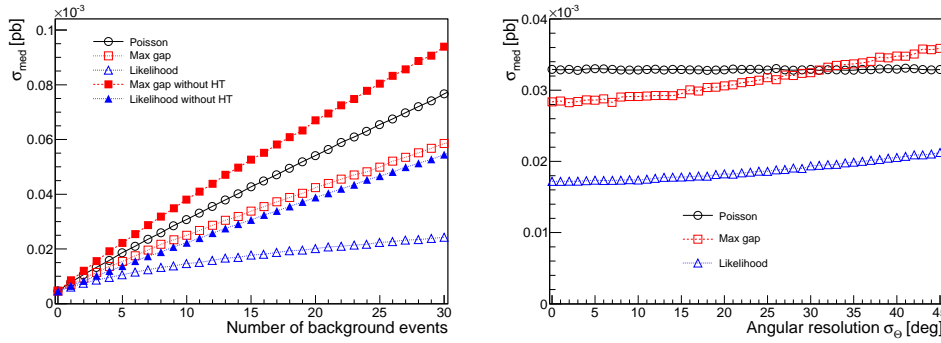 ×10⁻³
σmed [pb]
0.1
0.08
0.06
0.04
0.02
0
Poisson
Max gap
Likelihood
Max gap without HT
Likelihood without HT
0 5 10 15 20 25 30
Number of background events
×10⁻³
σmed [pb]
0.04
0.03
0.02
0.01
0.00
Poisson
Max gap
Likelihood
0 5 10 15 20 25 30 35 40 45
Angular resolution σΘ [deg]